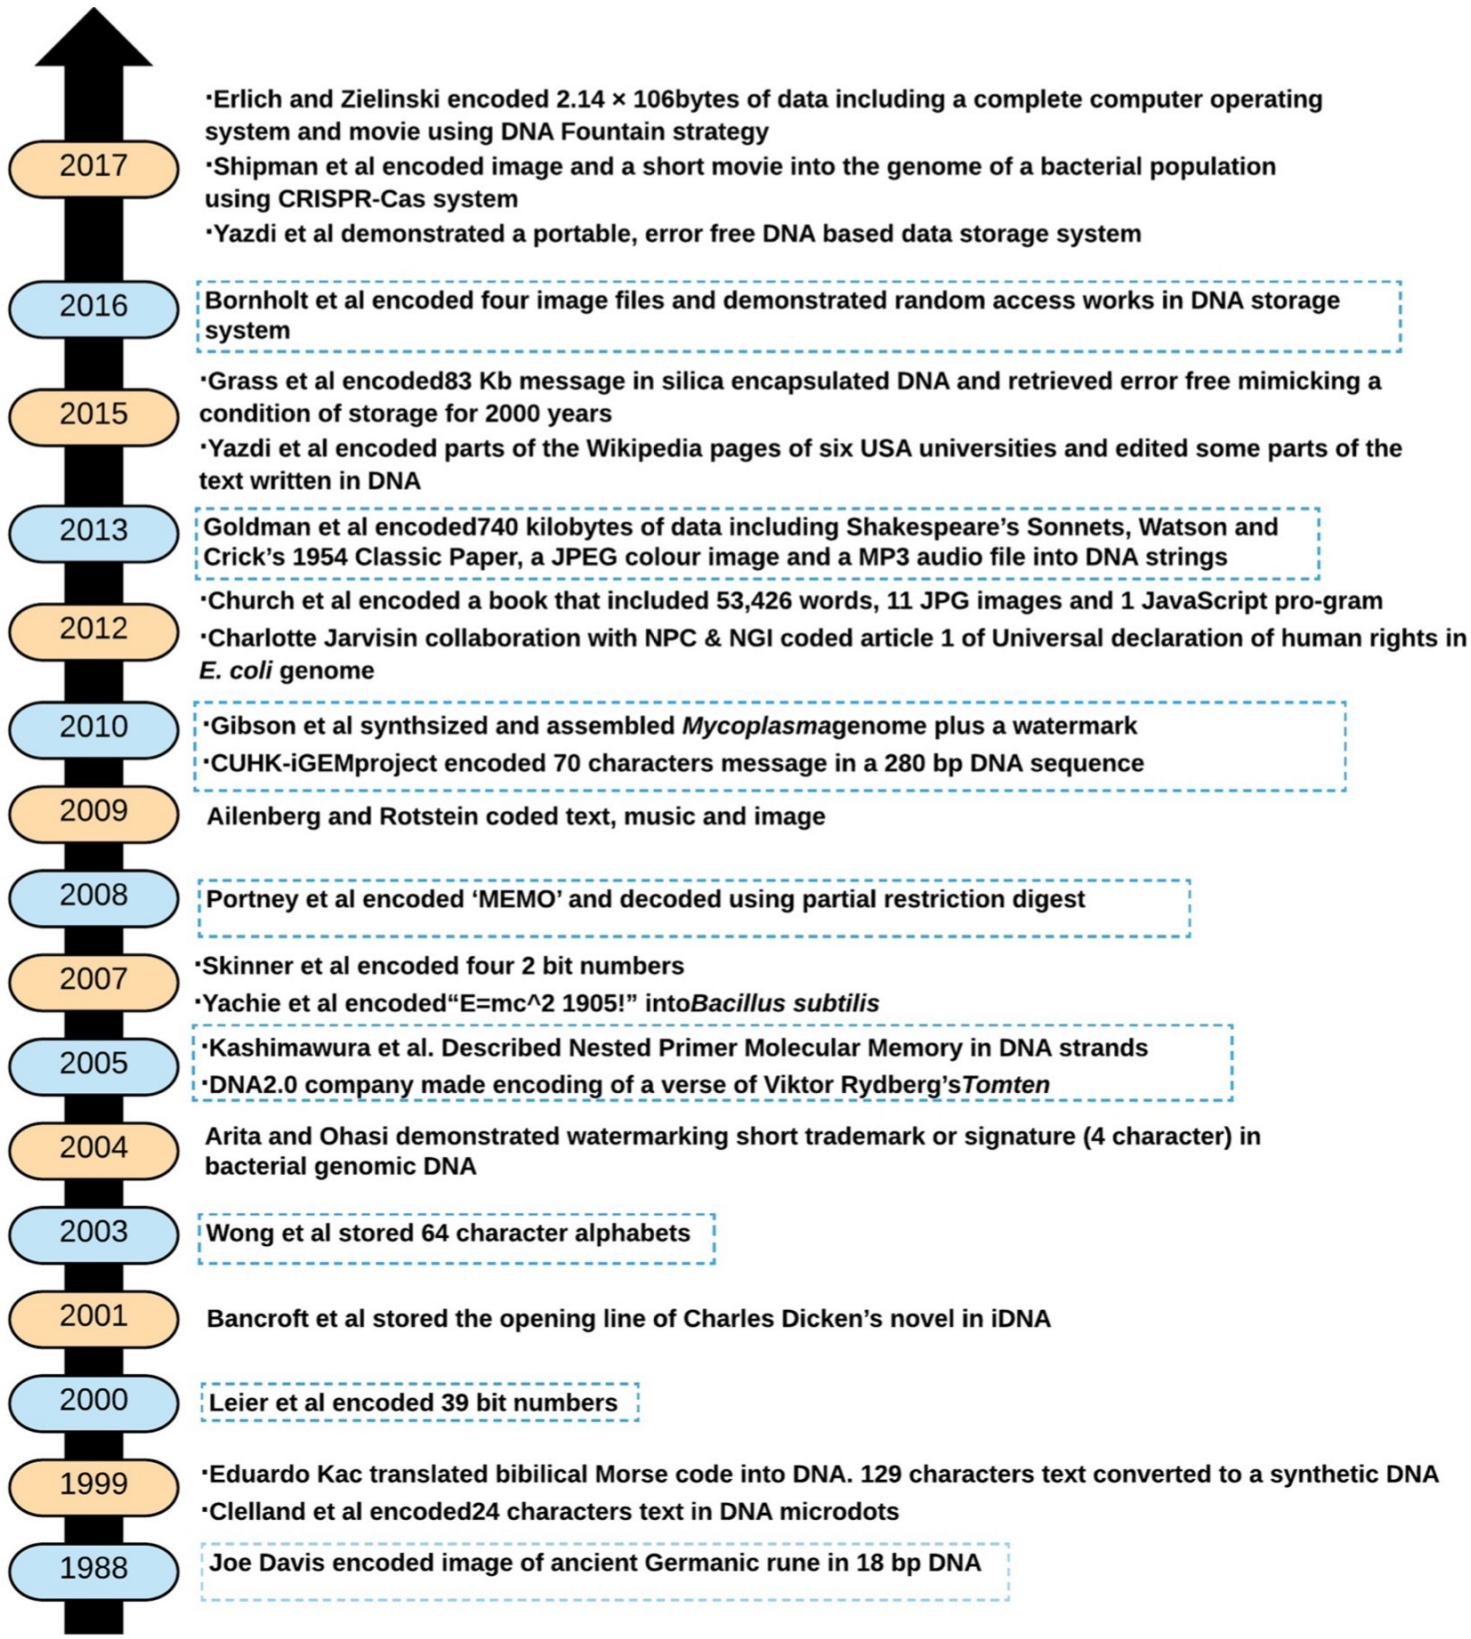 ·Erlich and Zielinski encoded 2.14 × 106bytes of data including a complete computer operating
system and movie using DNA Fountain strategy
2017
·Shipman et al encoded image and a short movie into the genome of a bacterial population
using CRISPR-Cas system
·Yazdi et al demonstrated a portable, error free DNA based data storage system
2016
Bornholt et al encoded four image files and demonstrated random access works in DNA storage
system
·Grass et al encoded83 Kb message in silica encapsulated DNA and retrieved error free mimicking a
2015
condition of storage for 2000 years
·Yazdi et al encoded parts of the Wikipedia pages of six USA universities and edited some parts of the
text written in DNA
2013
Goldman et al encoded740 kilobytes of data including Shakespeare’s Sonnets, Watson and
Crick’s 1954 Classic Paper, a JPEG colour image and a MP3 audio file into DNA strings
·Church et al encoded a book that included 53,426 words, 11 JPG images and 1 JavaScript pro-gram
2012
·Charlotte Jarvisin collaboration with NPC & NGI coded article 1 of Universal declaration of human rights in
E. coli genome
2010
·Gibson et al synthsized and assembled Mycoplasmagenome plus a watermark
·CUHK-iGEMproject encoded 70 characters message in a 280 bp DNA sequence
2009
Ailenberg and Rotstein coded text, music and image
2008
Portney et al encoded ‘MEMO’ and decoded using partial restriction digest
·Skinner et al encoded four 2 bit numbers
2007
·Yachie et al encoded“E=mc^2 1905!” intoBacillus subtilis
·Kashimawura et al. Described Nested Primer Molecular Memory in DNA strands
2005
·DNA2.0 company made encoding of a verse of Viktor Rydberg’sTomten
2004
Arita and Ohasi demonstrated watermarking short trademark or signature (4 character) in
bacterial genomic DNA
2003
Wong et al stored 64 character alphabets
2001
Bancroft et al stored the opening line of Charles Dicken’s novel in iDNA
2000
Leier et al encoded 39 bit numbers
1999
·Eduardo Kac translated bibilical Morse code into DNA. 129 characters text converted to a synthetic DNA
·Clelland et al encoded24 characters text in DNA microdots
1988
Joe Davis encoded image of ancient Germanic rune in 18 bp DNA